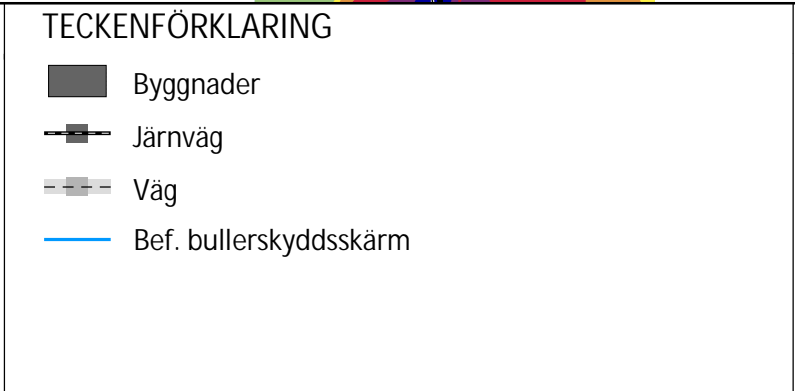 TECKENFÖRKLARING
Byggnader
Järnväg
Väg
Bef. bullerskyddsskärm